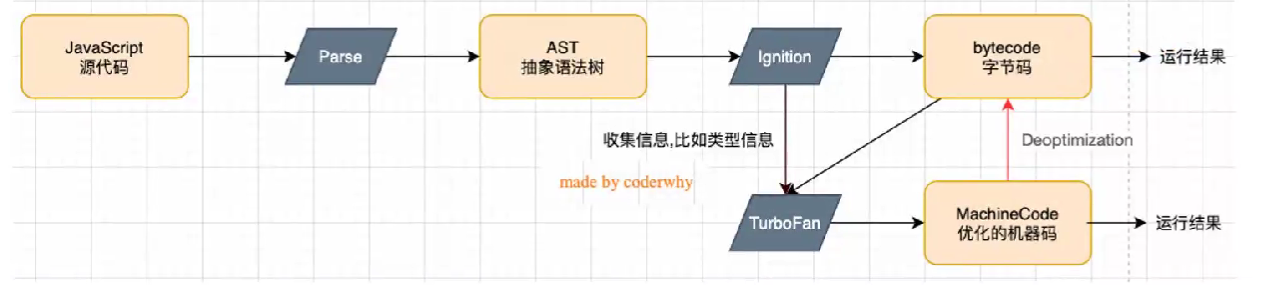 JavaScript
源代码
Parse
AST
抽象语法树
Ignition
bytecode
字节码
运行结果
收集信息,比如类型信息
Deoptimization
made by coderwhy
TurboFan
MachineCode
优化的机器码
运行结果